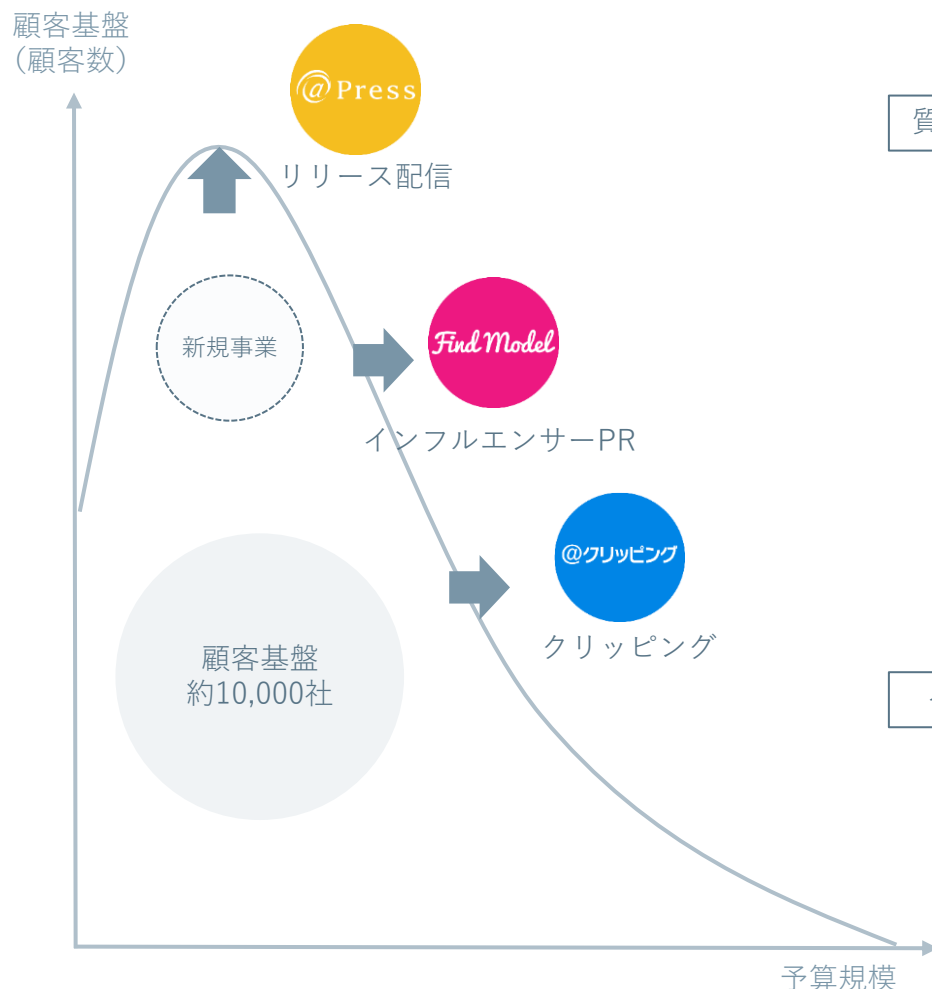 顧客基盤
(顧客数)
@Press
リリース配信
質
新規事業
Find Model
インフルエンサーPR
@クリッピング
クリッピング
顧客基盤
約10,000社
予算規模